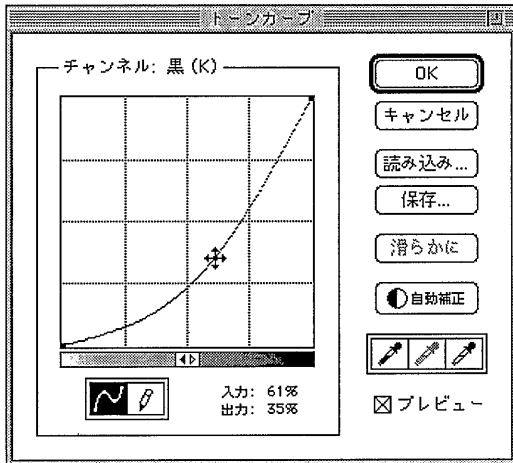 トーンカーブ
チャンネル: 黒 (K)
OK
キャンセル
読み込み...
保存...
滑らかに
自動補正
入力: 61%
出力: 35%
プレビュー